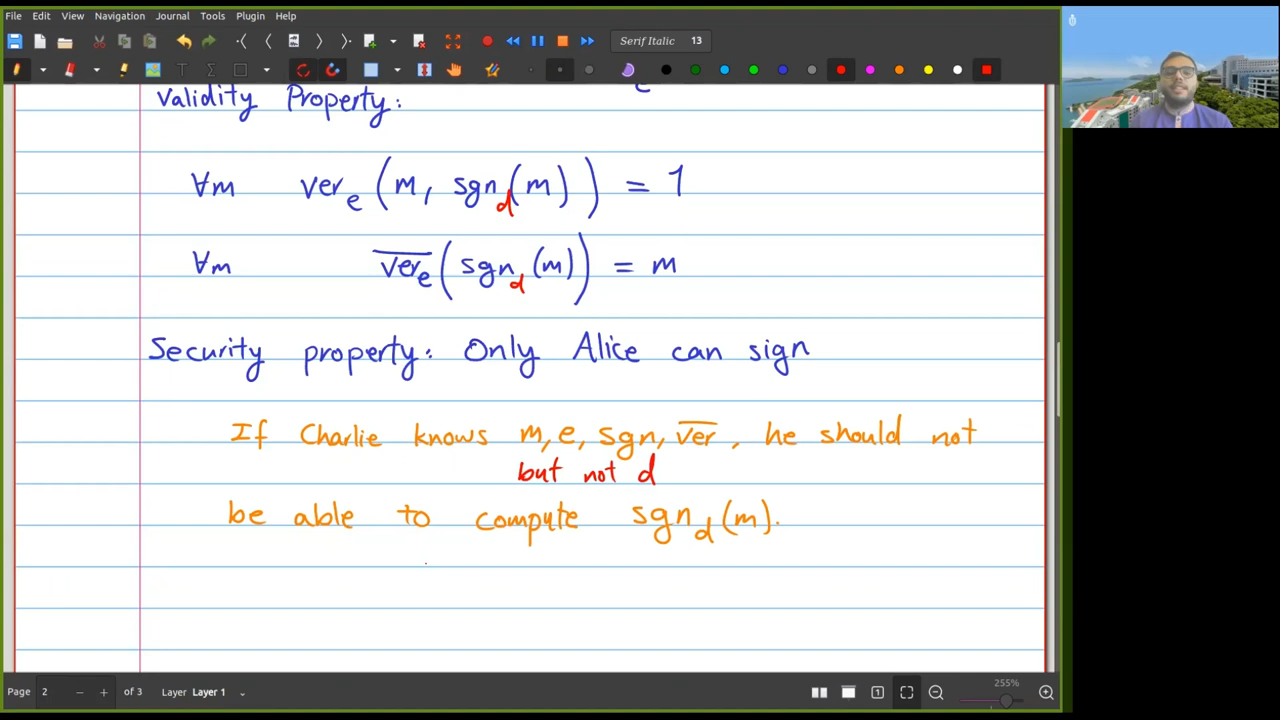 File Edit View Navigation Journal Tools Plugin Help
Serif Italic 13
Validity Property:
∀m ver_e (m, sgn_d(m)) = 1
∀m \overline{ver_e} (sgn_d (m)) = m
Security property: Only Alice can sign
If Charlie knows m, e, sgn, \overline{ver}, he should not
but not d
be able to compute sgn_d (m).
Page 2 of 3 Layer Layer 1
255%